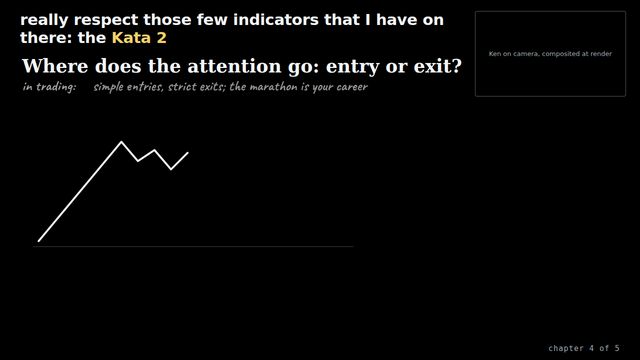 really respect those few indicators that I have on
there: the Kata 2
Ken on camera, composited at render
Where does the attention go: entry or exit?
in trading: simple entries, strict exits; the marathon is your career
chapter 4 of 5